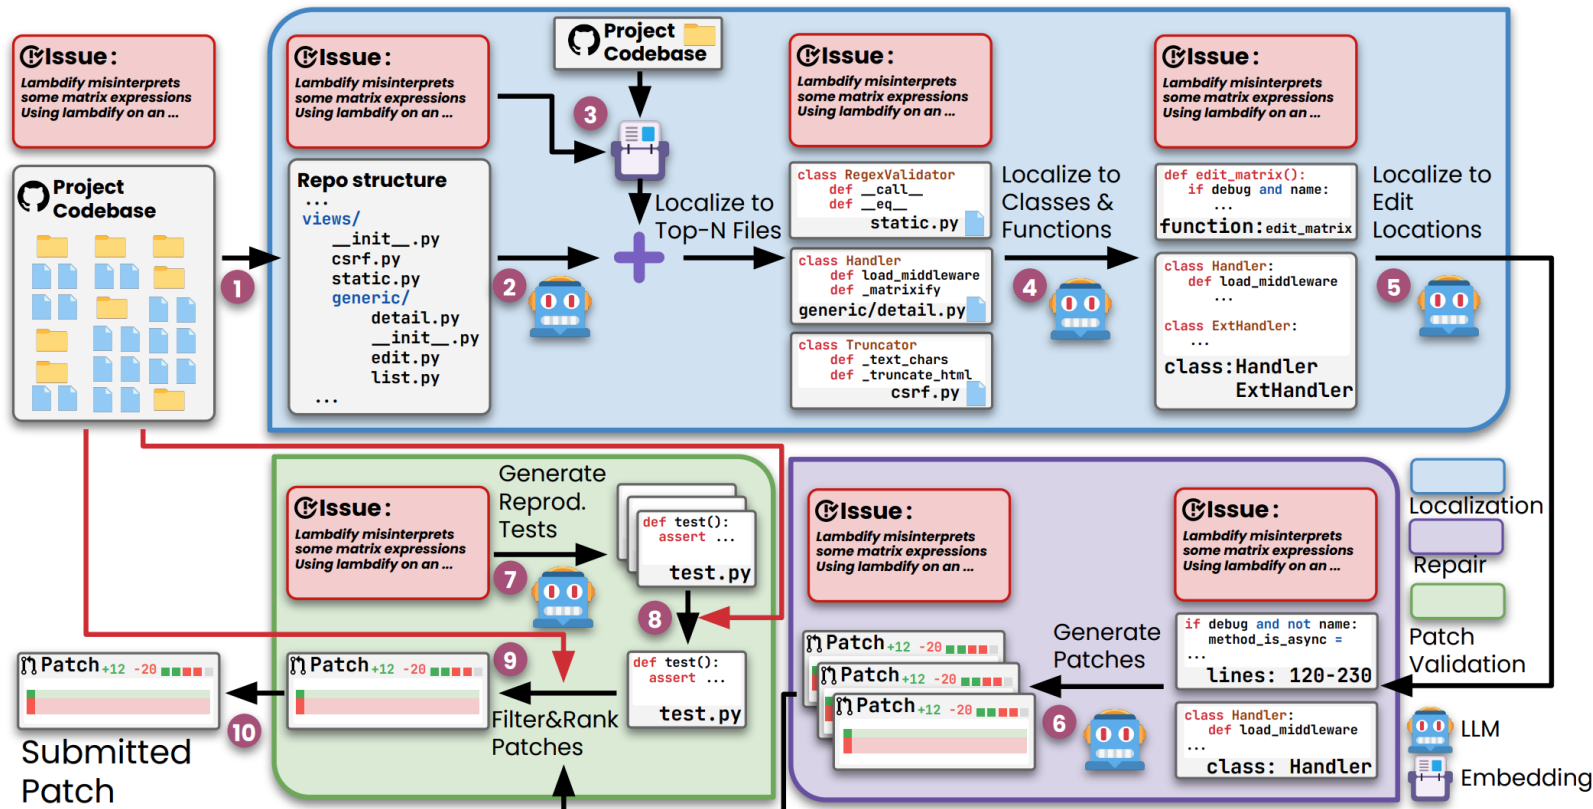 Issue:
Lambdify misinterprets
some matrix expressions
Using lambdify on an ...
Project
Codebase
1
Issue:
Lambdify misinterprets
some matrix expressions
Using lambdify on an ...
Repo structure
...
views/
__init__.py
csrf.py
static.py
generic/
detail.py
__init__.py
edit.py
list.py
...
2
Project
Codebase
3
Localize to
Top-N Files
Issue:
Lambdify misinterprets
some matrix expressions
Using lambdify on an ...
class RegexValidator
def __call__
def __eq__
static.py
class Handler
def load_middleware
def _matrixify
generic/detail.py
class Truncator
def _text_chars
def _truncate_html
csrf.py
Localize to
Classes &
Functions
4
Issue:
Lambdify misinterprets
some matrix expressions
Using lambdify on an ...
def edit_matrix():
if debug and name:
...
function:edit_matrix
class Handler:
def load_middleware
...
class ExtHandler:
...
class:Handler
ExtHandler
Localize to
Edit
Locations
5
Issue:
Lambdify misinterprets
some matrix expressions
Using lambdify on an ...
Generate
Reprod.
Tests
7
def test():
assert ...
test.py
8
def test():
assert ...
test.py
9
Filter&Rank
Patches
Patch +12 -20
10
Patch +12 -20
Submitted
Patch
Issue:
Lambdify misinterprets
some matrix expressions
Using lambdify on an ...
Patch +12 -20
Patch +12 -20
Patch +12 -20
Generate
Patches
6
Issue:
Lambdify misinterprets
some matrix expressions
Using lambdify on an ...
if debug and not name:
method_is_async =
...
lines: 120-230
class Handler:
def load_middleware
...
class: Handler
Localization
Repair
Patch
Validation
LLM
Embedding